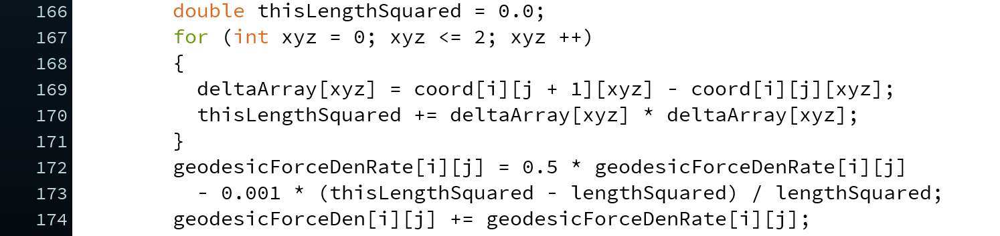 166 double thisLengthSquared = 0.0;
167 for (int xyz = 0; xyz <= 2; xyz ++)
168 {
169 deltaArray[xyz] = coord[i][j + 1][xyz] - coord[i][j][xyz];
170 thisLengthSquared += deltaArray[xyz] * deltaArray[xyz];
171 }
172 geodesicForceDenRate[i][j] = 0.5 * geodesicForceDenRate[i][j]
173 - 0.001 * (thisLengthSquared - lengthSquared) / lengthSquared;
174 geodesicForceDen[i][j] += geodesicForceDenRate[i][j];